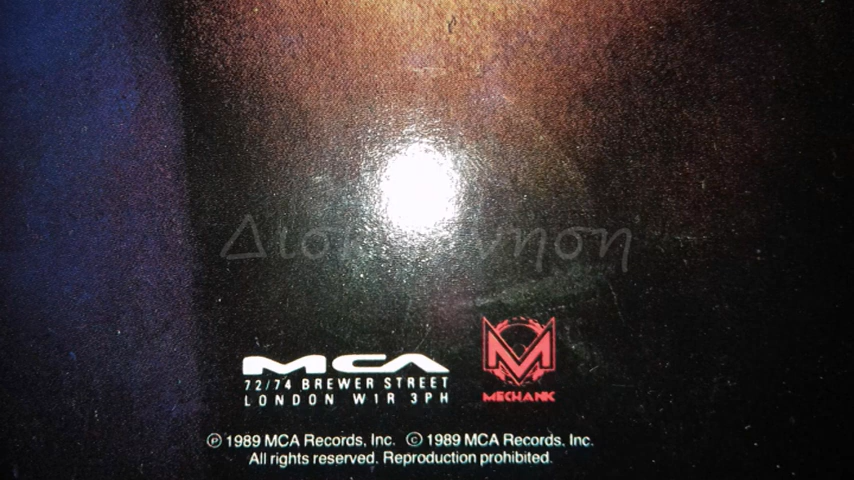 MCA
72/74 BREWER STREET
LONDON W1R 3PH
M
MECHANIC
℗ 1989 MCA Records, Inc. © 1989 MCA Records. Inc.
All rights reserved. Reproduction prohibited.